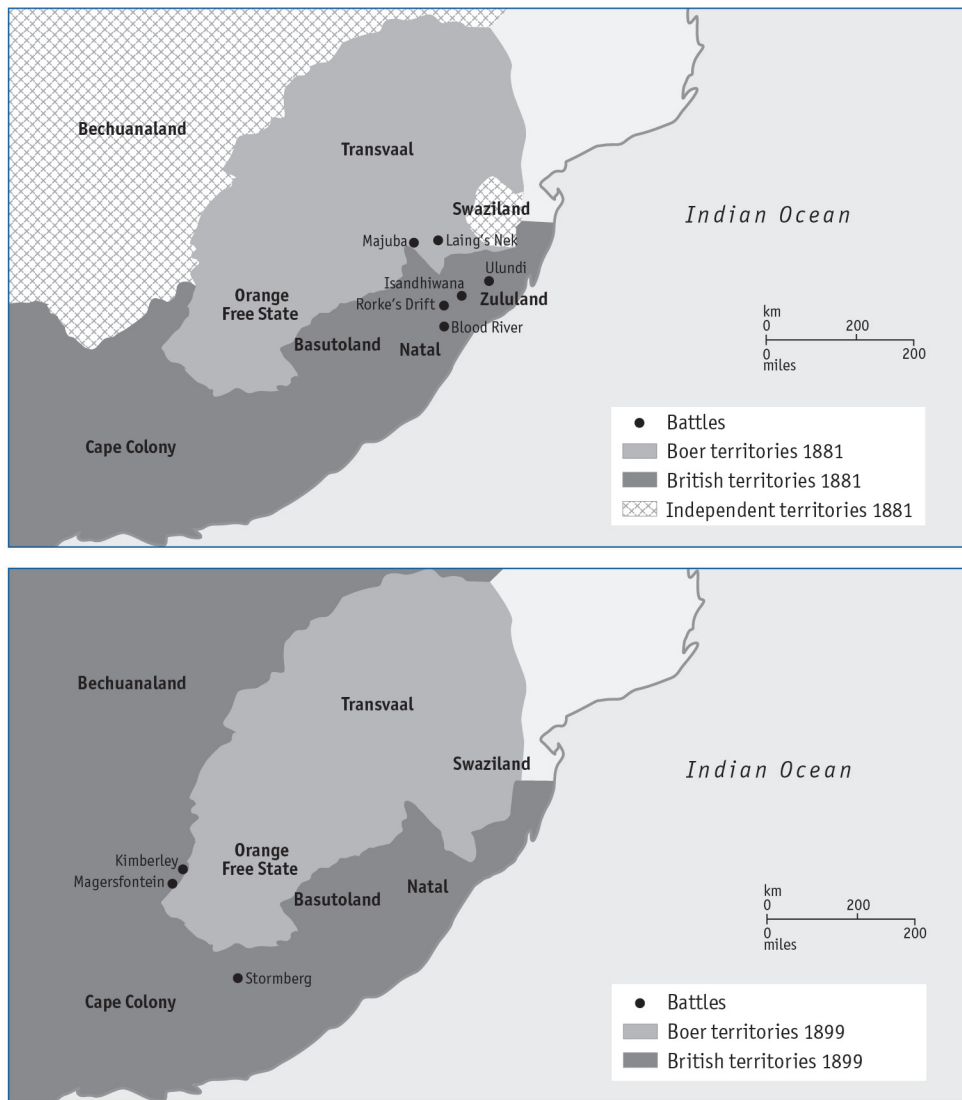 Bechuanaland
Transvaal
Swaziland
Indian Ocean
Majuba
Laing's Nek
Ulundi
Isandhiwana
Zululand
Rorke's Drift
Orange
Free State
Blood River
Basutoland
Natal
Cape Colony
km
0 200
0 200
miles
Battles
Boer territories 1881
British territories 1881
Independent territories 1881
Bechuanaland
Transvaal
Swaziland
Indian Ocean
Kimberley
Magersfontein
Orange
Free State
Natal
Basutoland
Stormberg
Cape Colony
km
0 200
0 200
miles
Battles
Boer territories 1899
British territories 1899